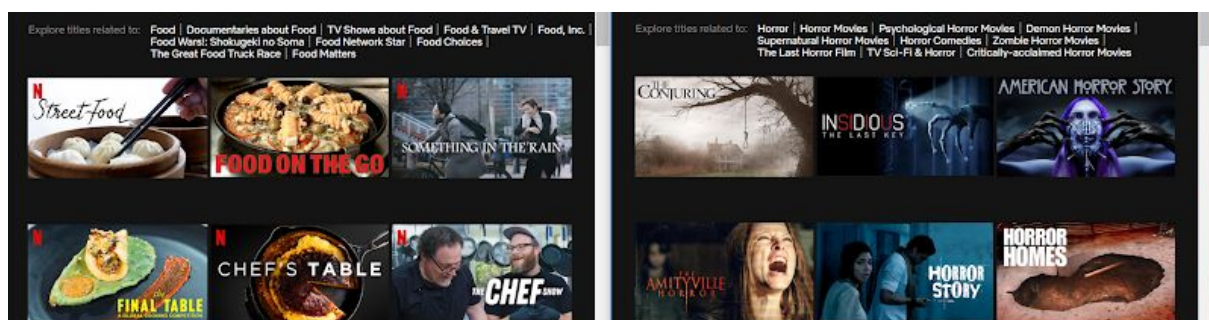 Explore titles related to: Food | Documentaries about Food | TV Shows about Food | Food & Travel TV | Food, Inc. |
Food Wars!: Shokugeki no Soma | Food Network Star | Food Choices |
The Great Food Truck Race | Food Matters
N
Street Food
FOOD ON THE GO
N
SOMETHING IN THE RAIN
N
the
FINAL TABLE
A GLOBAL COOKING COMPETITION
N
CHEF'S TABLE
N
THE CHEF SHOW
Explore titles related to: Horror | Horror Movies | Psychological Horror Movies | Demon Horror Movies |
Supernatural Horror Movies | Horror Comedies | Zombie Horror Movies |
The Last Horror Film | TV Sci-Fi & Horror | Critically-acclaimed Horror Movies
THE
CONJURING
INSIDIOUS
THE LAST KEY
AMERICAN HORROR STORY
THE
AMITYVILLE
HORROR
HORROR
STORY
HORROR
HOMES